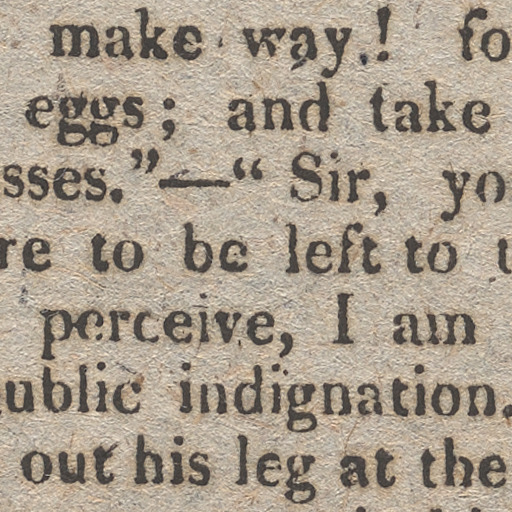 make way! fo
eggs; and take
sses."—" Sir, yo
re to be left to
perceive, I am
ublic indignation.
out his leg at the